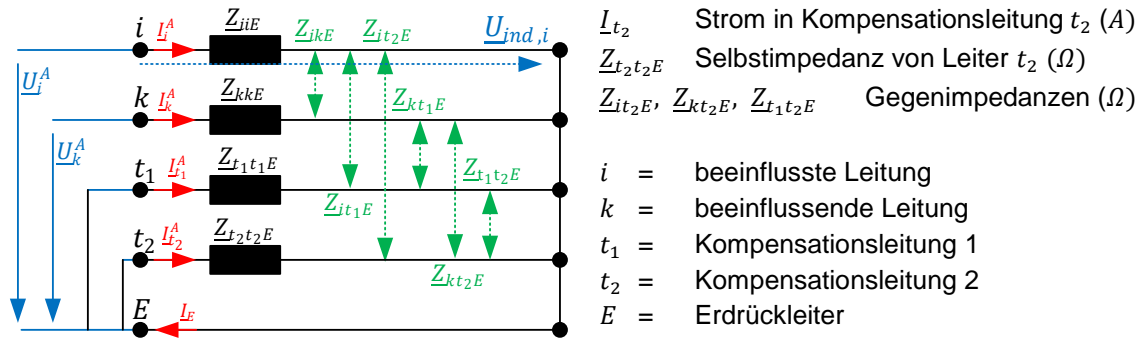 i I_i^A Z_iiE Z_ikE Z_it₂E U_ind,i
U_i^A
k I_k^A Z_kkE Z_kt₁E
U_k^A
t₁ I_t₁^A Z_t₁t₁E Z_t₁t₂E
Z_it₁E
t₂ I_t₂^A Z_t₂t₂E
Z_kt₂E
E I_E
I_t₂ Strom in Kompensationsleitung t₂ (A)
Z_t₂t₂E Selbstimpedanz von Leiter t₂ (Ω)
Z_it₂E, Z_kt₂E, Z_t₁t₂E Gegenimpedanzen (Ω)
i = beeinflusste Leitung
k = beeinflussende Leitung
t₁ = Kompensationsleitung 1
t₂ = Kompensationsleitung 2
E = Erdrückleiter